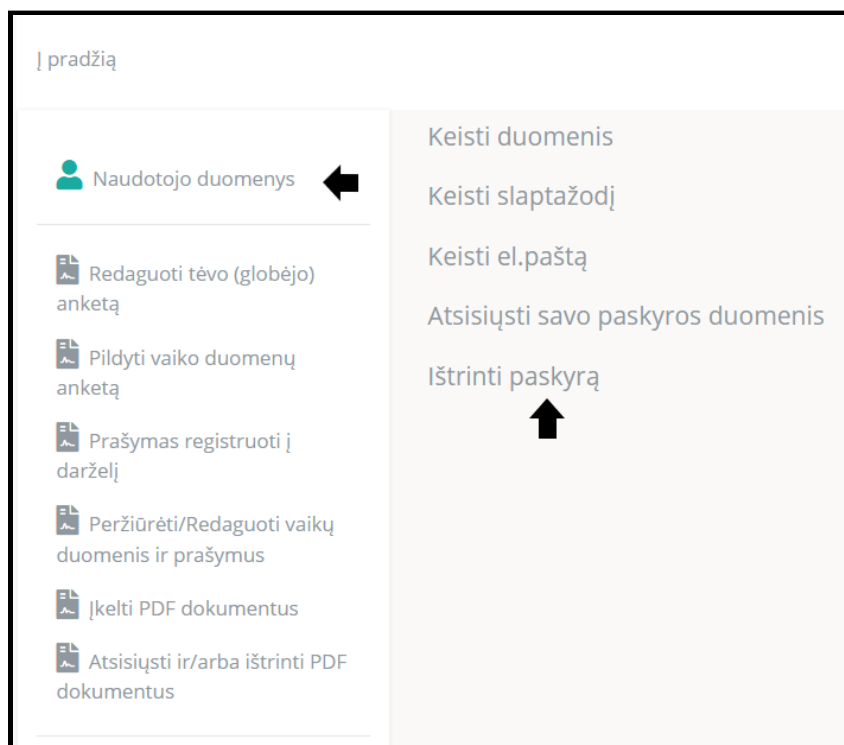 Į pradžią
Naudotojo duomenys
Redaguoti tėvo (globėjo)
anketą
Pildyti vaiko duomenų
anketą
Prašymas registruoti į
darželį
Peržiūrėti/Redaguoti vaikų
duomenis ir prašymus
Įkelti PDF dokumentus
Atsisiųsti ir/arba ištrinti PDF
dokumentus
Keisti duomenis
Keisti slaptažodį
Keisti el.paštą
Atsisiųsti savo paskyros duomenis
Ištrinti paskyrą